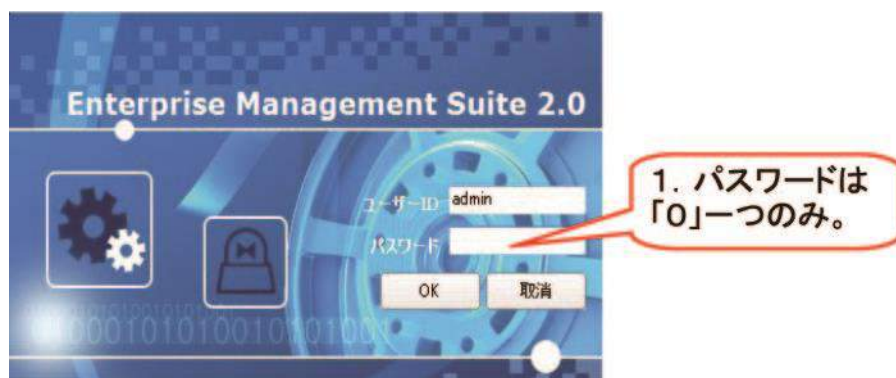 Enterprise Management Suite 2.0
ユーザーID admin
パスワード
OK 取消
1. パスワードは
「0」一つのみ。